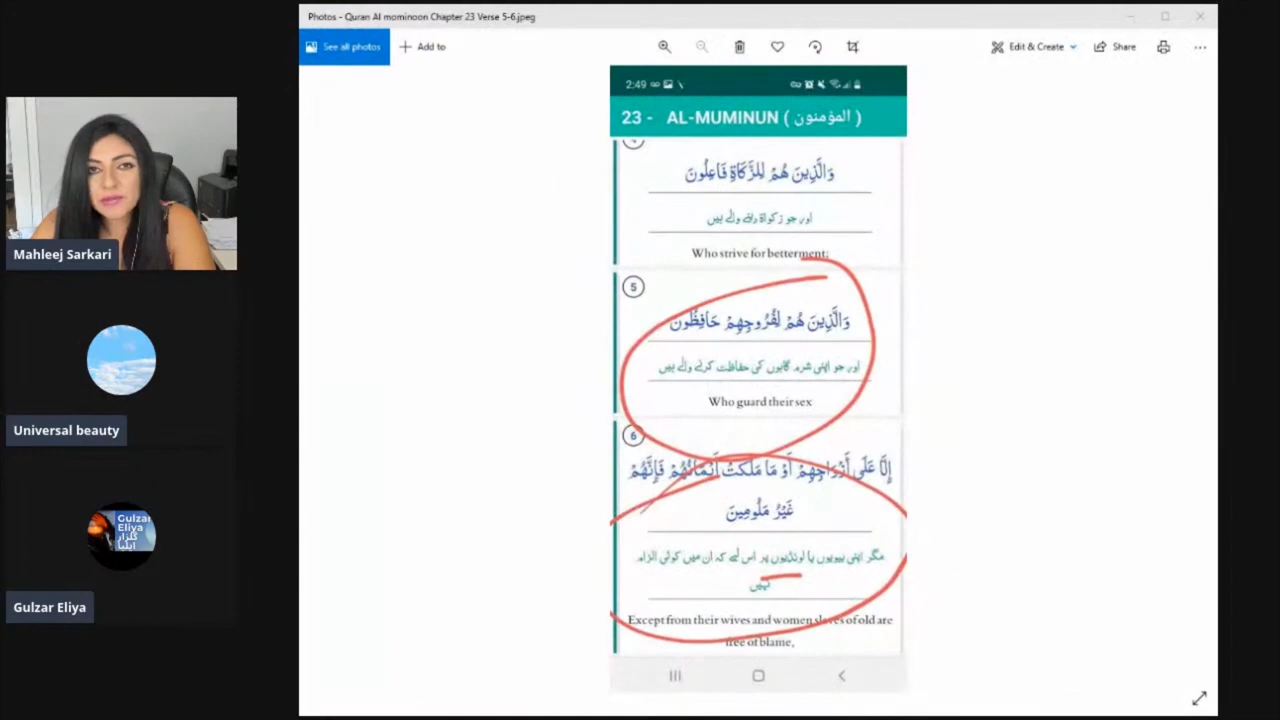 Photos - Quran Al mominoon Chapter 23 Verse 5-6.jpeg
See all photos
Add to
Edit & Create
Share
2:49
23 - AL-MUMINUN ( المؤمنون )
وَالَّذِينَ هُمْ لِلزَّكَاةِ فَاعِلُونَ
اور جو زکواة دینے والے ہیں
Who strive for betterment;
5
وَالَّذِينَ هُمْ لِفُرُوجِهِمْ حَافِظُونَ
اور جو اپنی شرم گاہوں کی حفاظت کرنے والے ہیں
Who guard their sex
6
إِلَّا عَلَى أَزْوَاجِهِمْ أَوْ مَا مَلَكَتْ أَيْمَانُهُمْ فَإِنَّهُمْ
غَيْرُ مَلُومِينَ
مگر اپنی بیویوں یا لونڈیوں پر اس لیے کہ ان میں کوئی الزام
نہیں
Except from their wives and women slaves of old are
free of blame,
Mahleej Sarkari
Universal beauty
Gulzar
Eliya
گلزار
ایلیا
Gulzar Eliya